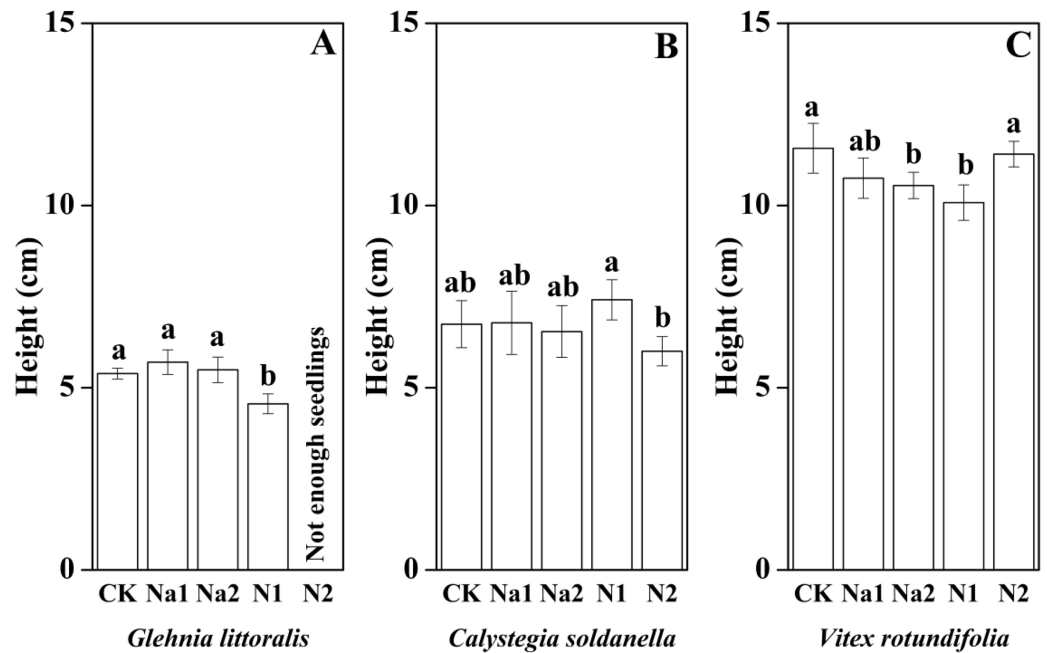 A
15
10
5
0
Height (cm)
a
a
a
b
Not enough seedlings
CK Na1 Na2 N1 N2
Glehnia littoralis
B
15
10
5
0
Height (cm)
ab
ab
ab
a
b
CK Na1 Na2 N1 N2
Calystegia soldanella
C
15
10
5
0
Height (cm)
a
ab
b
b
a
CK Na1 Na2 N1 N2
Vitex rotundifolia